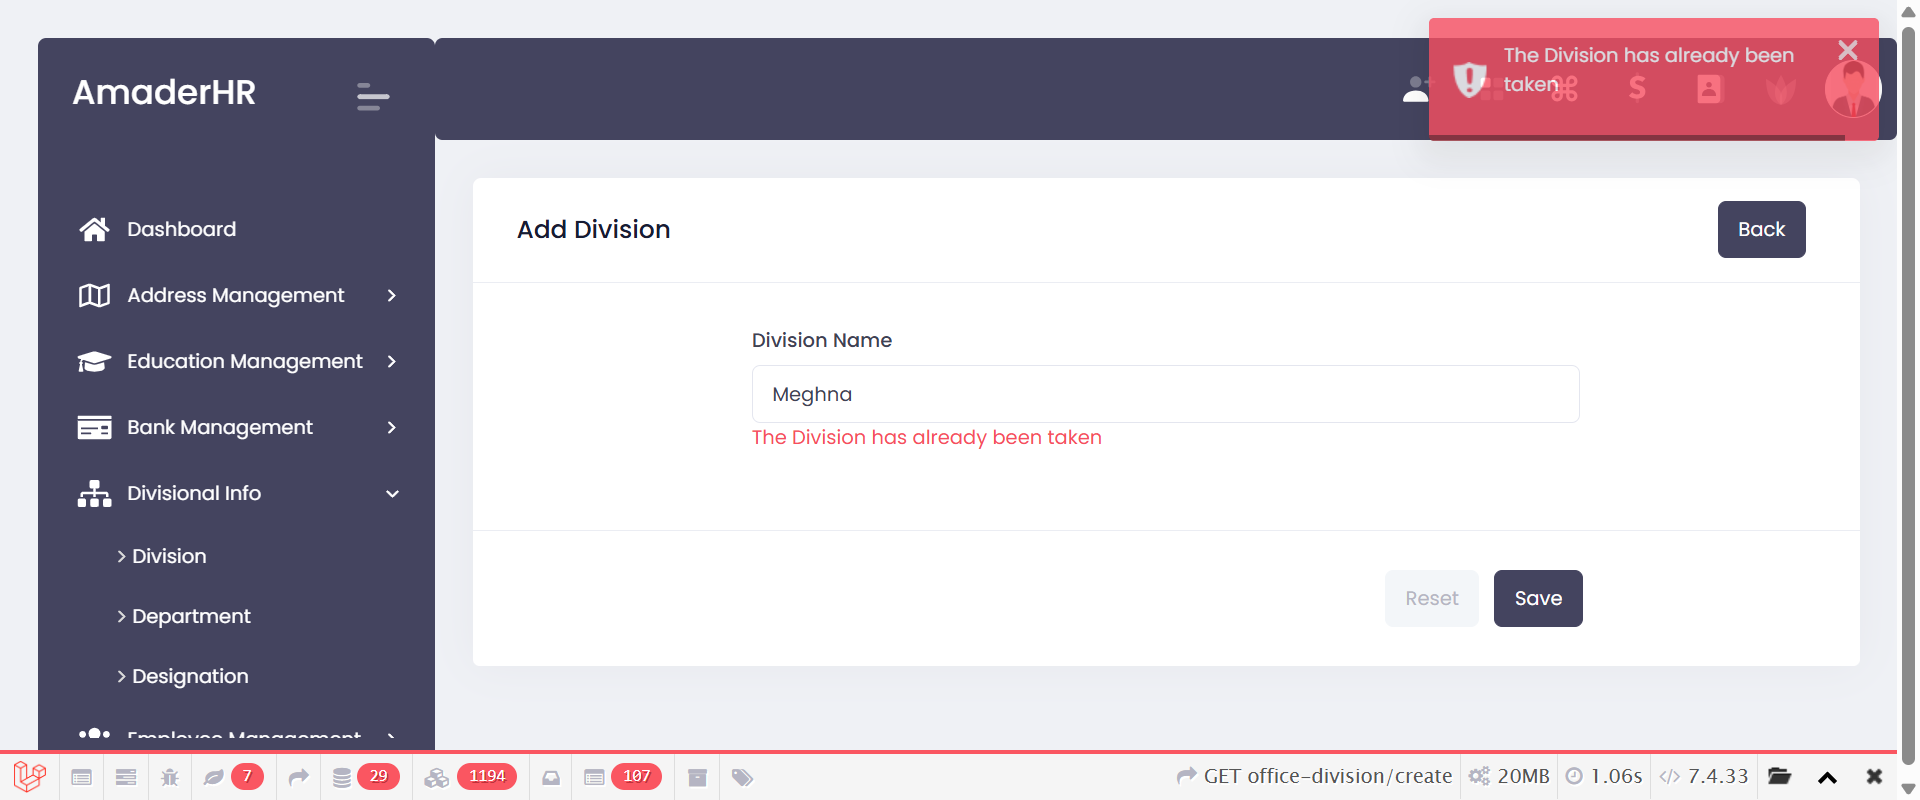 AmaderHR
The Division has already been
taken
Dashboard
Address Management
Education Management
Bank Management
Divisional Info
Division
Department
Designation
Employee Management
Add Division
Back
Division Name
Meghna
The Division has already been taken
Reset
Save
7
29
1194
107
GET office-division/create
20MB
1.06s
7.4.33